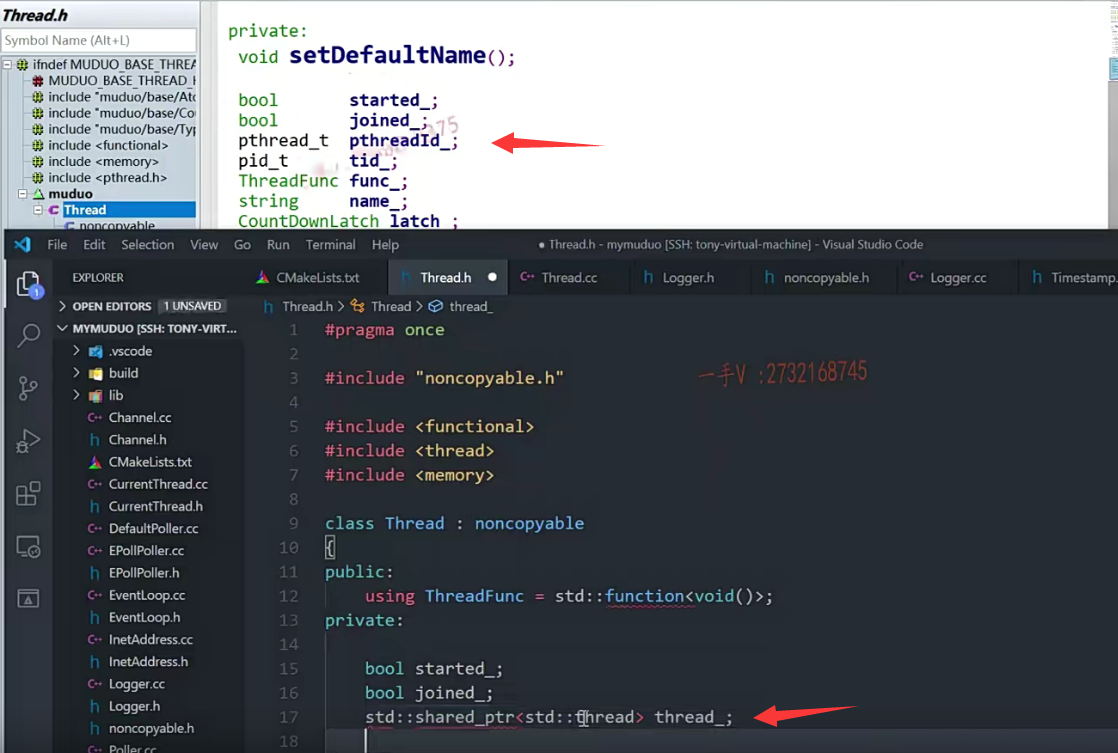 Thread.h
Symbol Name (Alt+L)
ifndef MUDUO_BASE_THREA
MUDUO_BASE_THREAD_
include "muduo/base/Ato
include "muduo/base/Co
include "muduo/base/Typ
include <functional>
include <memory>
include <pthread.h>
muduo
Thread
noncopyable
private:
void setDefaultName();
bool started_;
bool joined_;
pthread_t pthreadId_;
pid_t tid_;
ThreadFunc func_;
string name_;
CountDownLatch latch_;
File Edit Selection View Go Run Terminal Help
● Thread.h - mymuduo [SSH: tony-virtual-machine] - Visual Studio Code
EXPLORER
1
OPEN EDITORS 1 UNSAVED
MYMUDUO [SSH: TONY-VIRT...
.vscode
build
lib
Channel.cc
Channel.h
CMakeLists.txt
CurrentThread.cc
CurrentThread.h
DefaultPoller.cc
EPollPoller.cc
EPollPoller.h
EventLoop.cc
EventLoop.h
InetAddress.cc
InetAddress.h
Logger.cc
Logger.h
noncopyable.h
Poller.cc
CMakeLists.txt Thread.h ● Thread.cc Logger.h noncopyable.h Logger.cc Timestamp.
Thread.h > Thread > thread_
1 #pragma once
2
3 #include "noncopyable.h"
一手V :2732168745
4
5 #include <functional>
6 #include <thread>
7 #include <memory>
8
9 class Thread : noncopyable
10 {
11 public:
12 using ThreadFunc = std::function<void()>;
13 private:
14
15 bool started_;
16 bool joined_;
17 std::shared_ptr<std::thread> thread_;
18